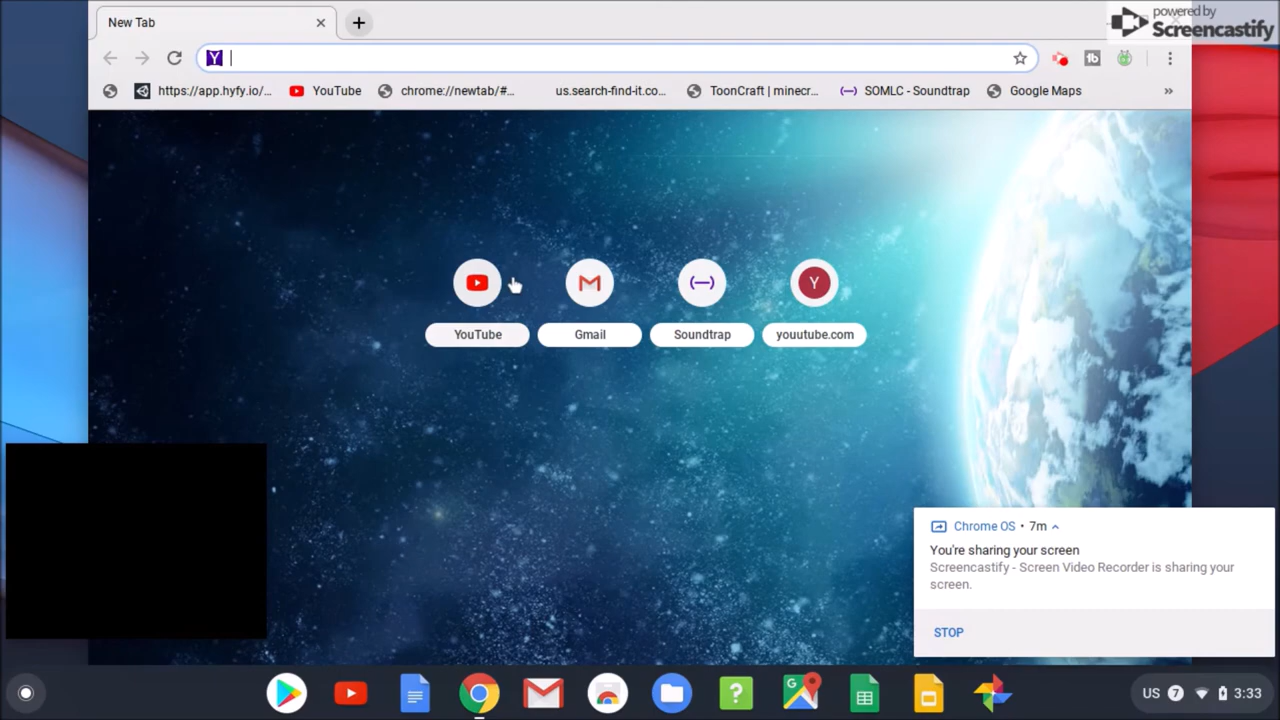 New Tab
powered by
Screencastify
Y
https://app.hyfy.io/...
YouTube
chrome://newtab/#...
us.search-find-it.co...
ToonCraft | minecr...
SOMLC - Soundtrap
Google Maps
»
Y
YouTube
Gmail
Soundtrap
youutube.com
Chrome OS • 7m
You're sharing your screen
Screencastify - Screen Video Recorder is sharing your
screen.
STOP
US 7 3:33